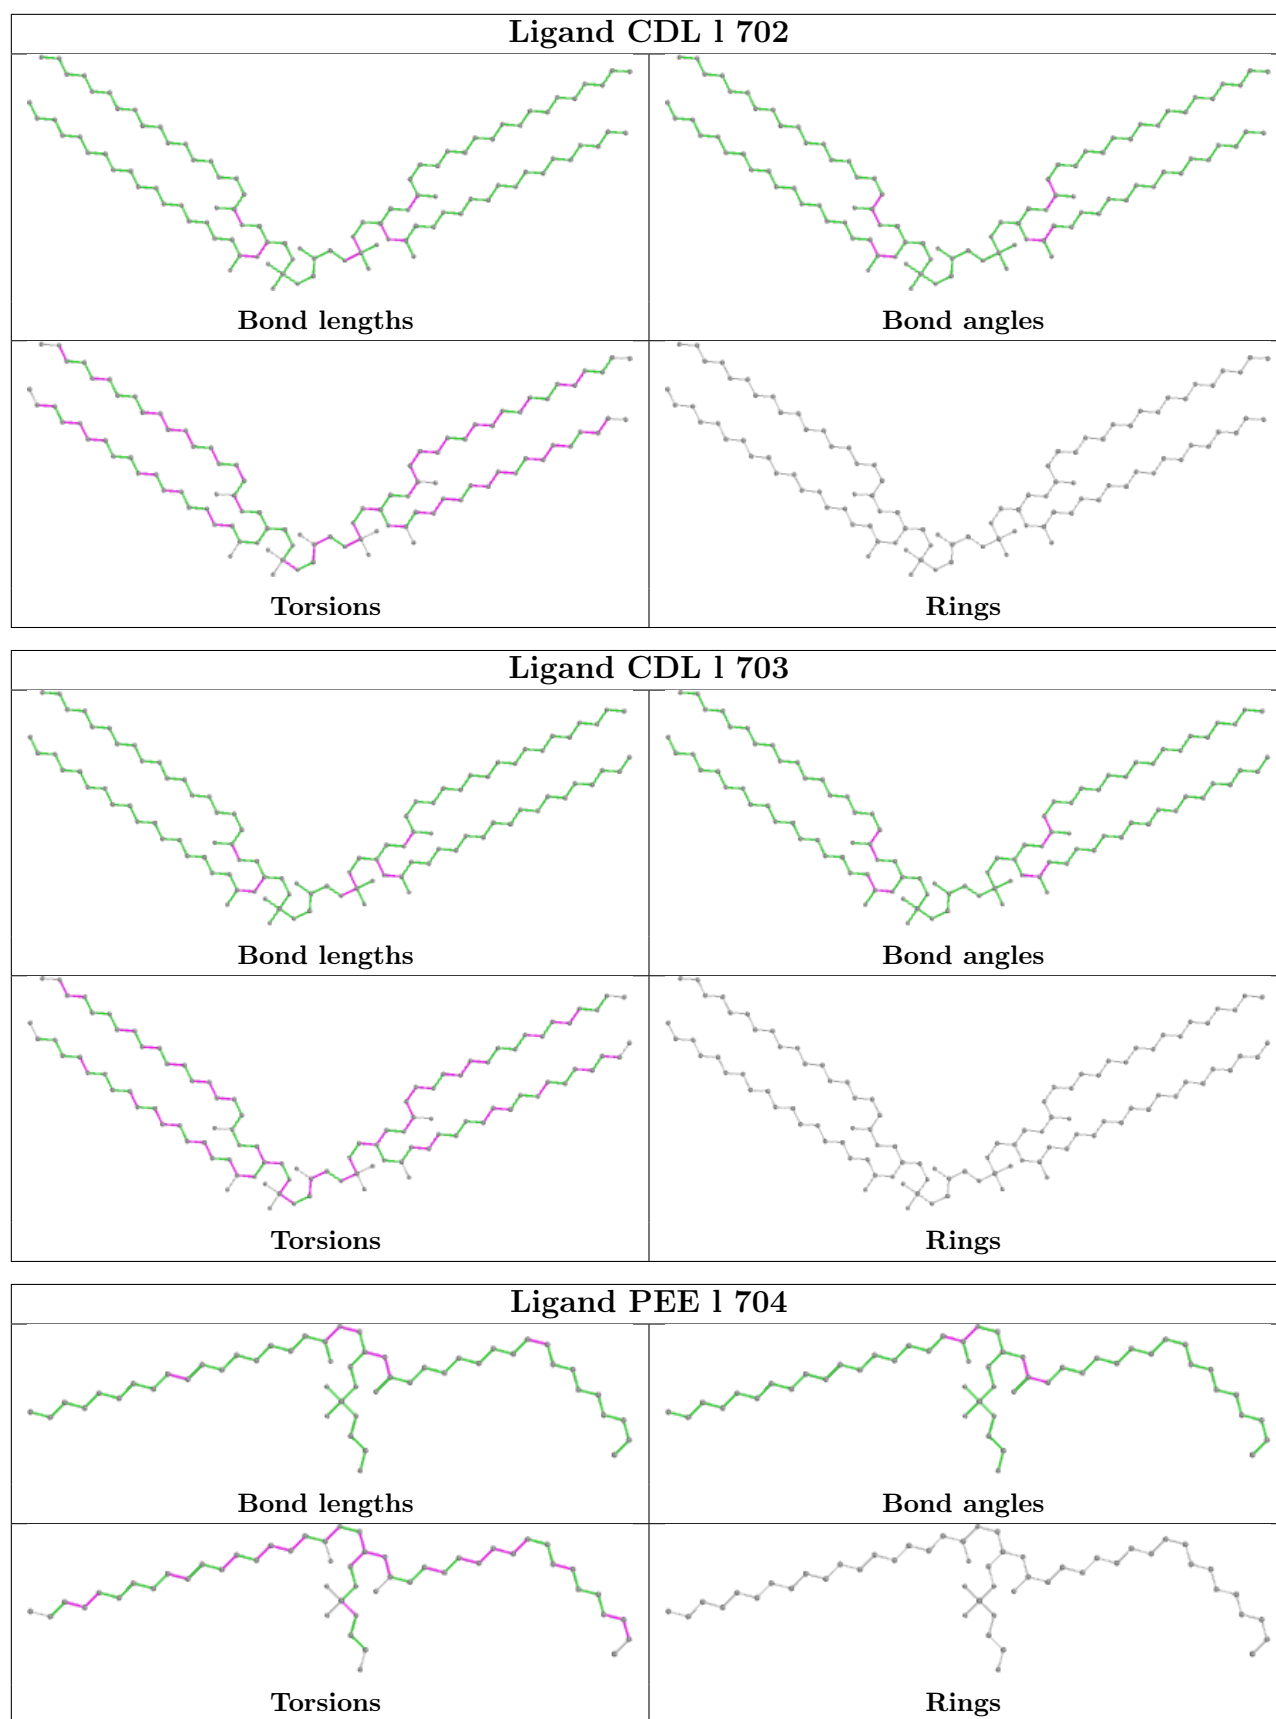 Ligand CDL l 702
Bond lengths
Bond angles
Torsions
Rings
Ligand CDL l 703
Bond lengths
Bond angles
Torsions
Rings
Ligand PEE l 704
Bond lengths
Bond angles
Torsions
Rings